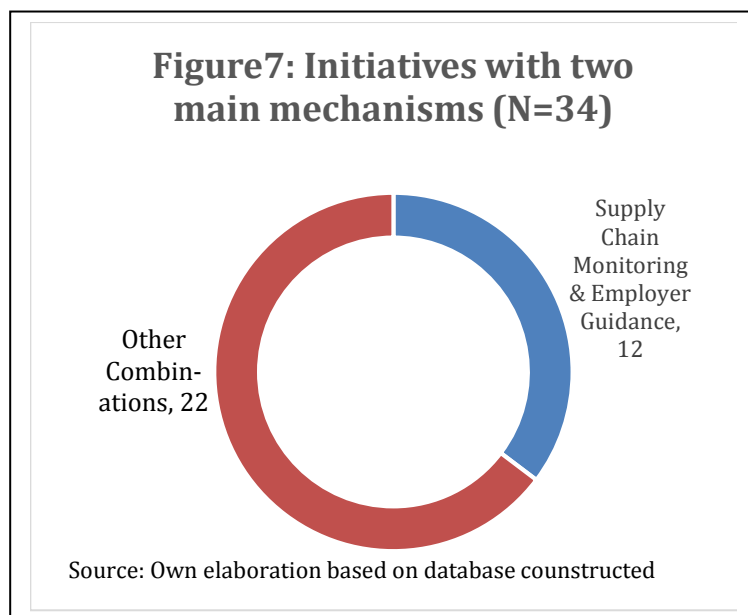 Figure7: Initiatives with two
main mechanisms (N=34)
Supply
Chain
Monitoring
& Employer
Guidance,
12
Other
Combin-
ations, 22
Source: Own elaboration based on database counstructed